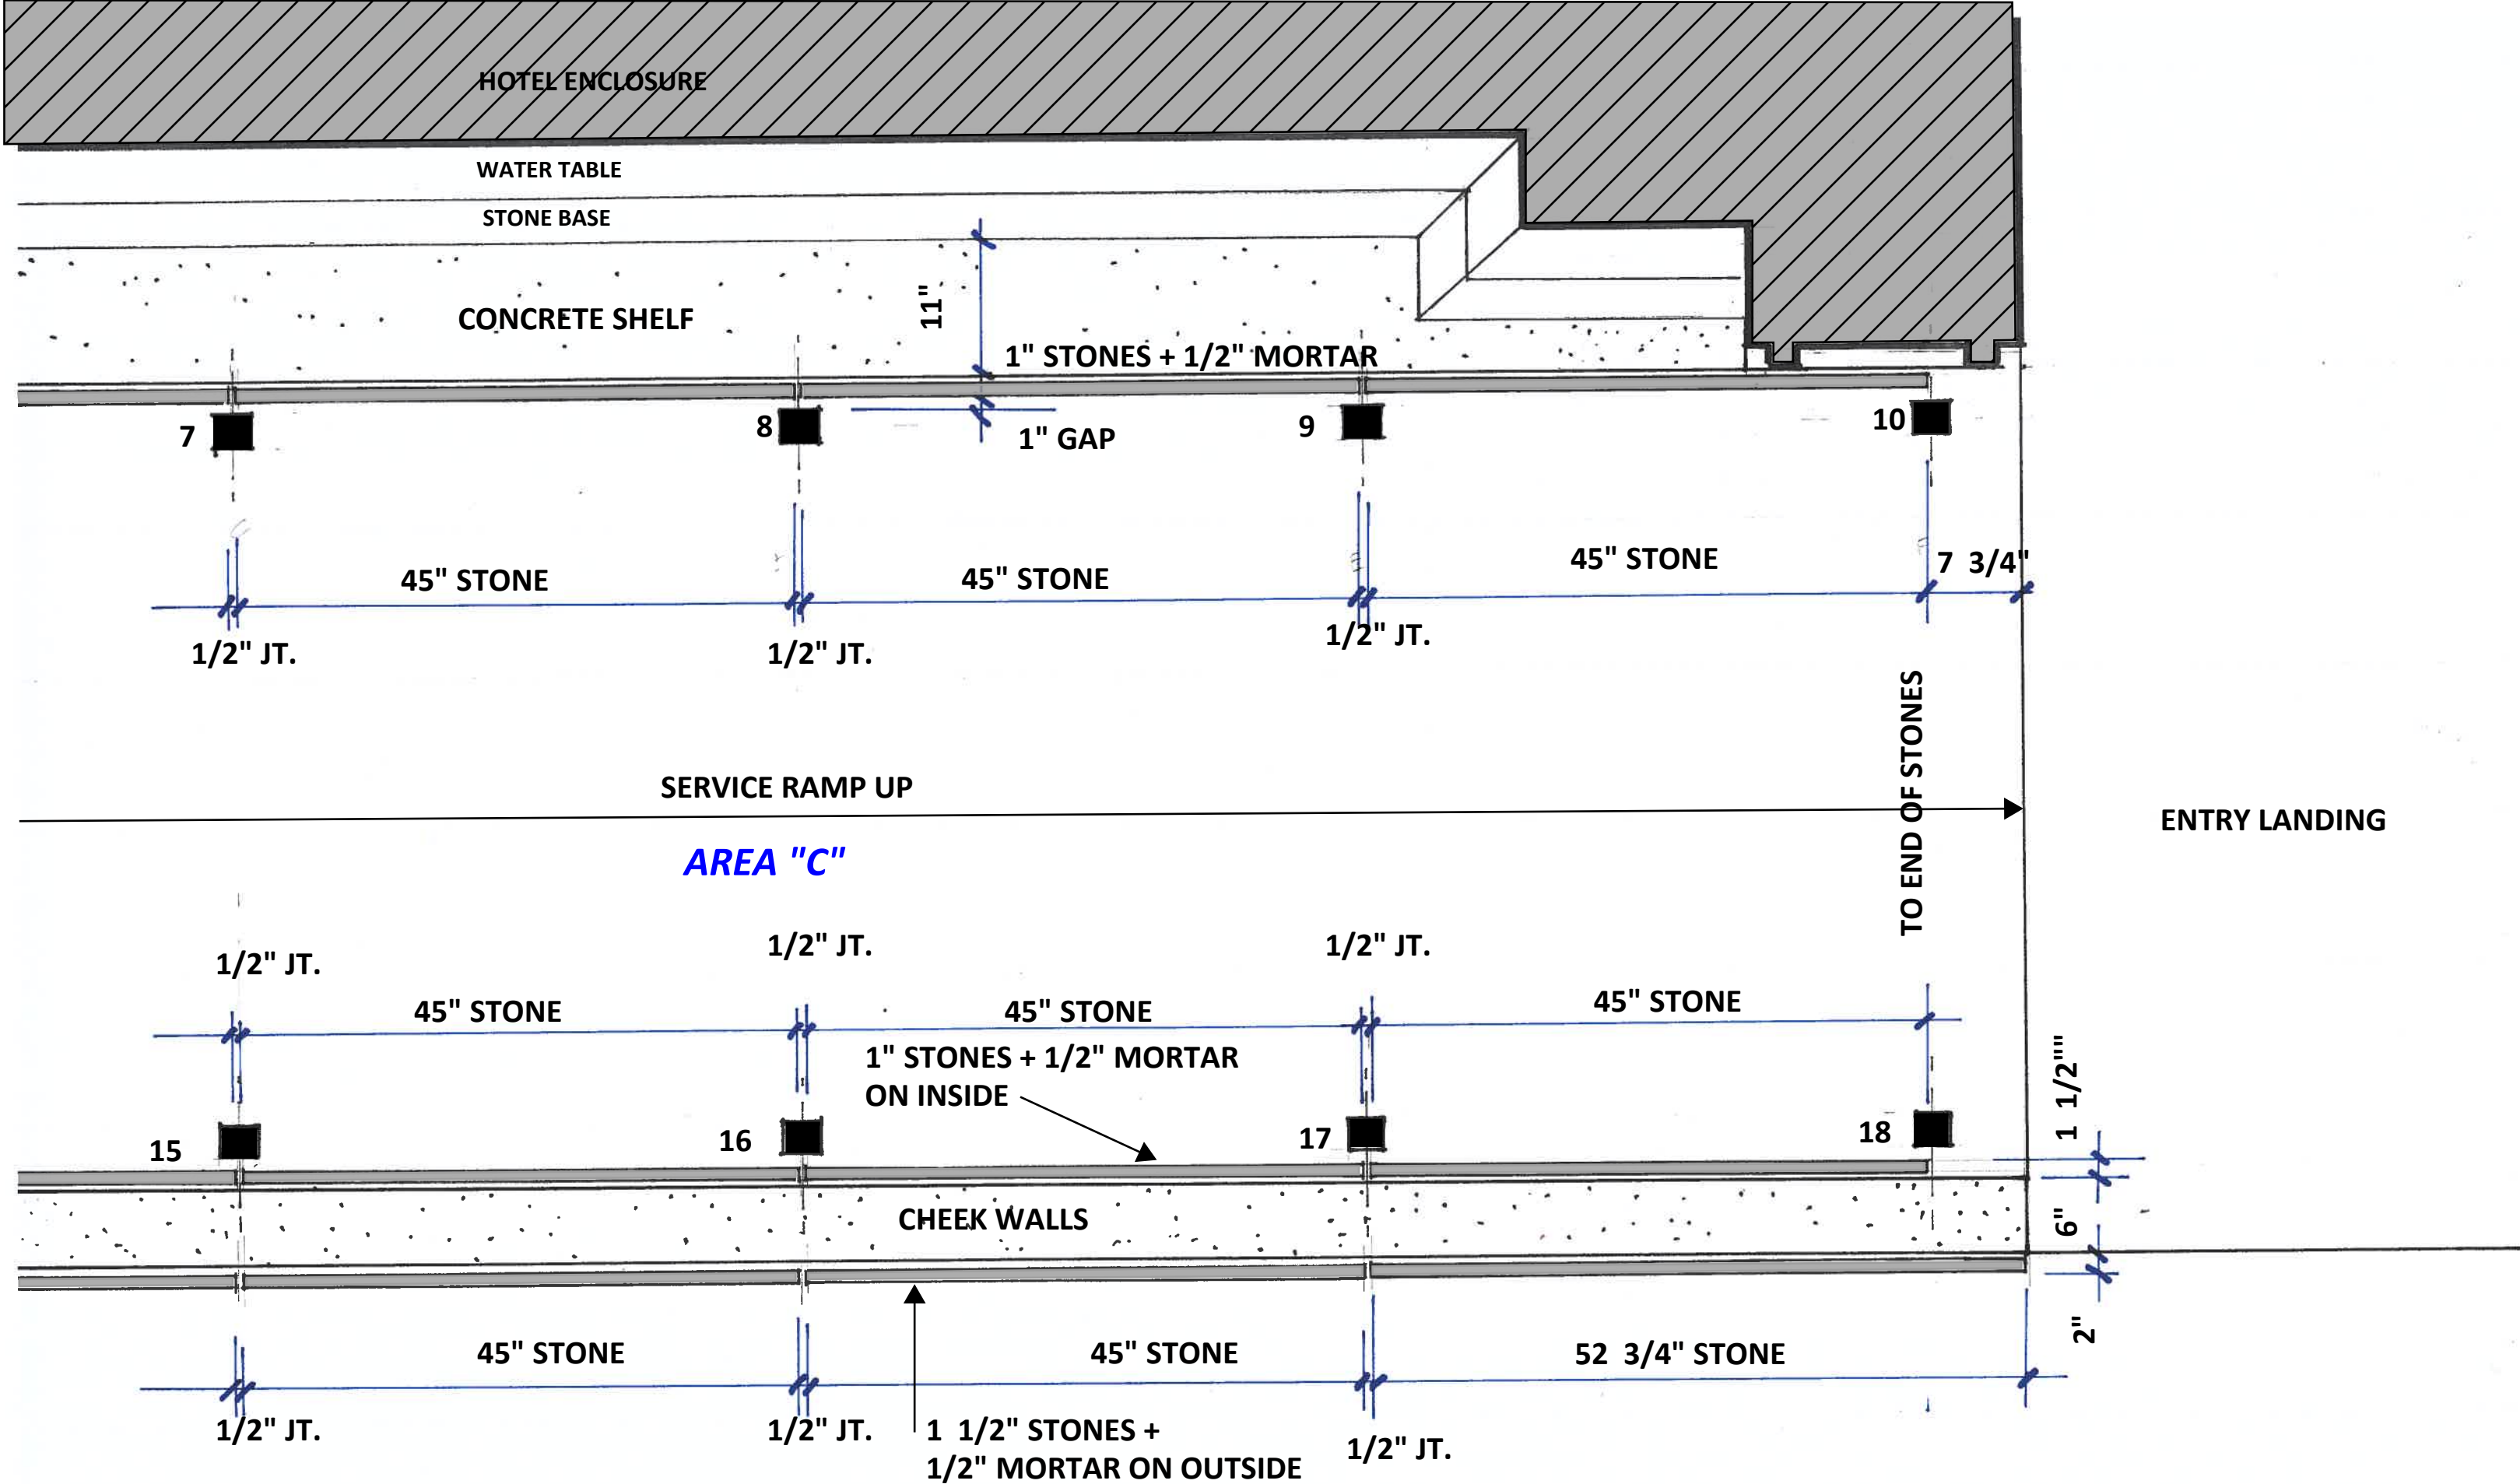 HOTEL ENCLOSURE
WATER TABLE
STONE BASE
CONCRETE SHELF
11"
1" STONES + 1/2" MORTAR
7
8
9
10
1" GAP
45" STONE
45" STONE
45" STONE
7 3/4"
1/2" JT.
1/2" JT.
1/2" JT.
TO END OF STONES
SERVICE RAMP UP
ENTRY LANDING
AREA "C"
1/2" JT.
1/2" JT.
1/2" JT.
45" STONE
45" STONE
45" STONE
1" STONES + 1/2" MORTAR
ON INSIDE
1 1/2""
15
16
17
18
CHEEK WALLS
6"
2"
45" STONE
45" STONE
52 3/4" STONE
1/2" JT.
1/2" JT.
1 1/2" STONES +
1/2" MORTAR ON OUTSIDE
1/2" JT.